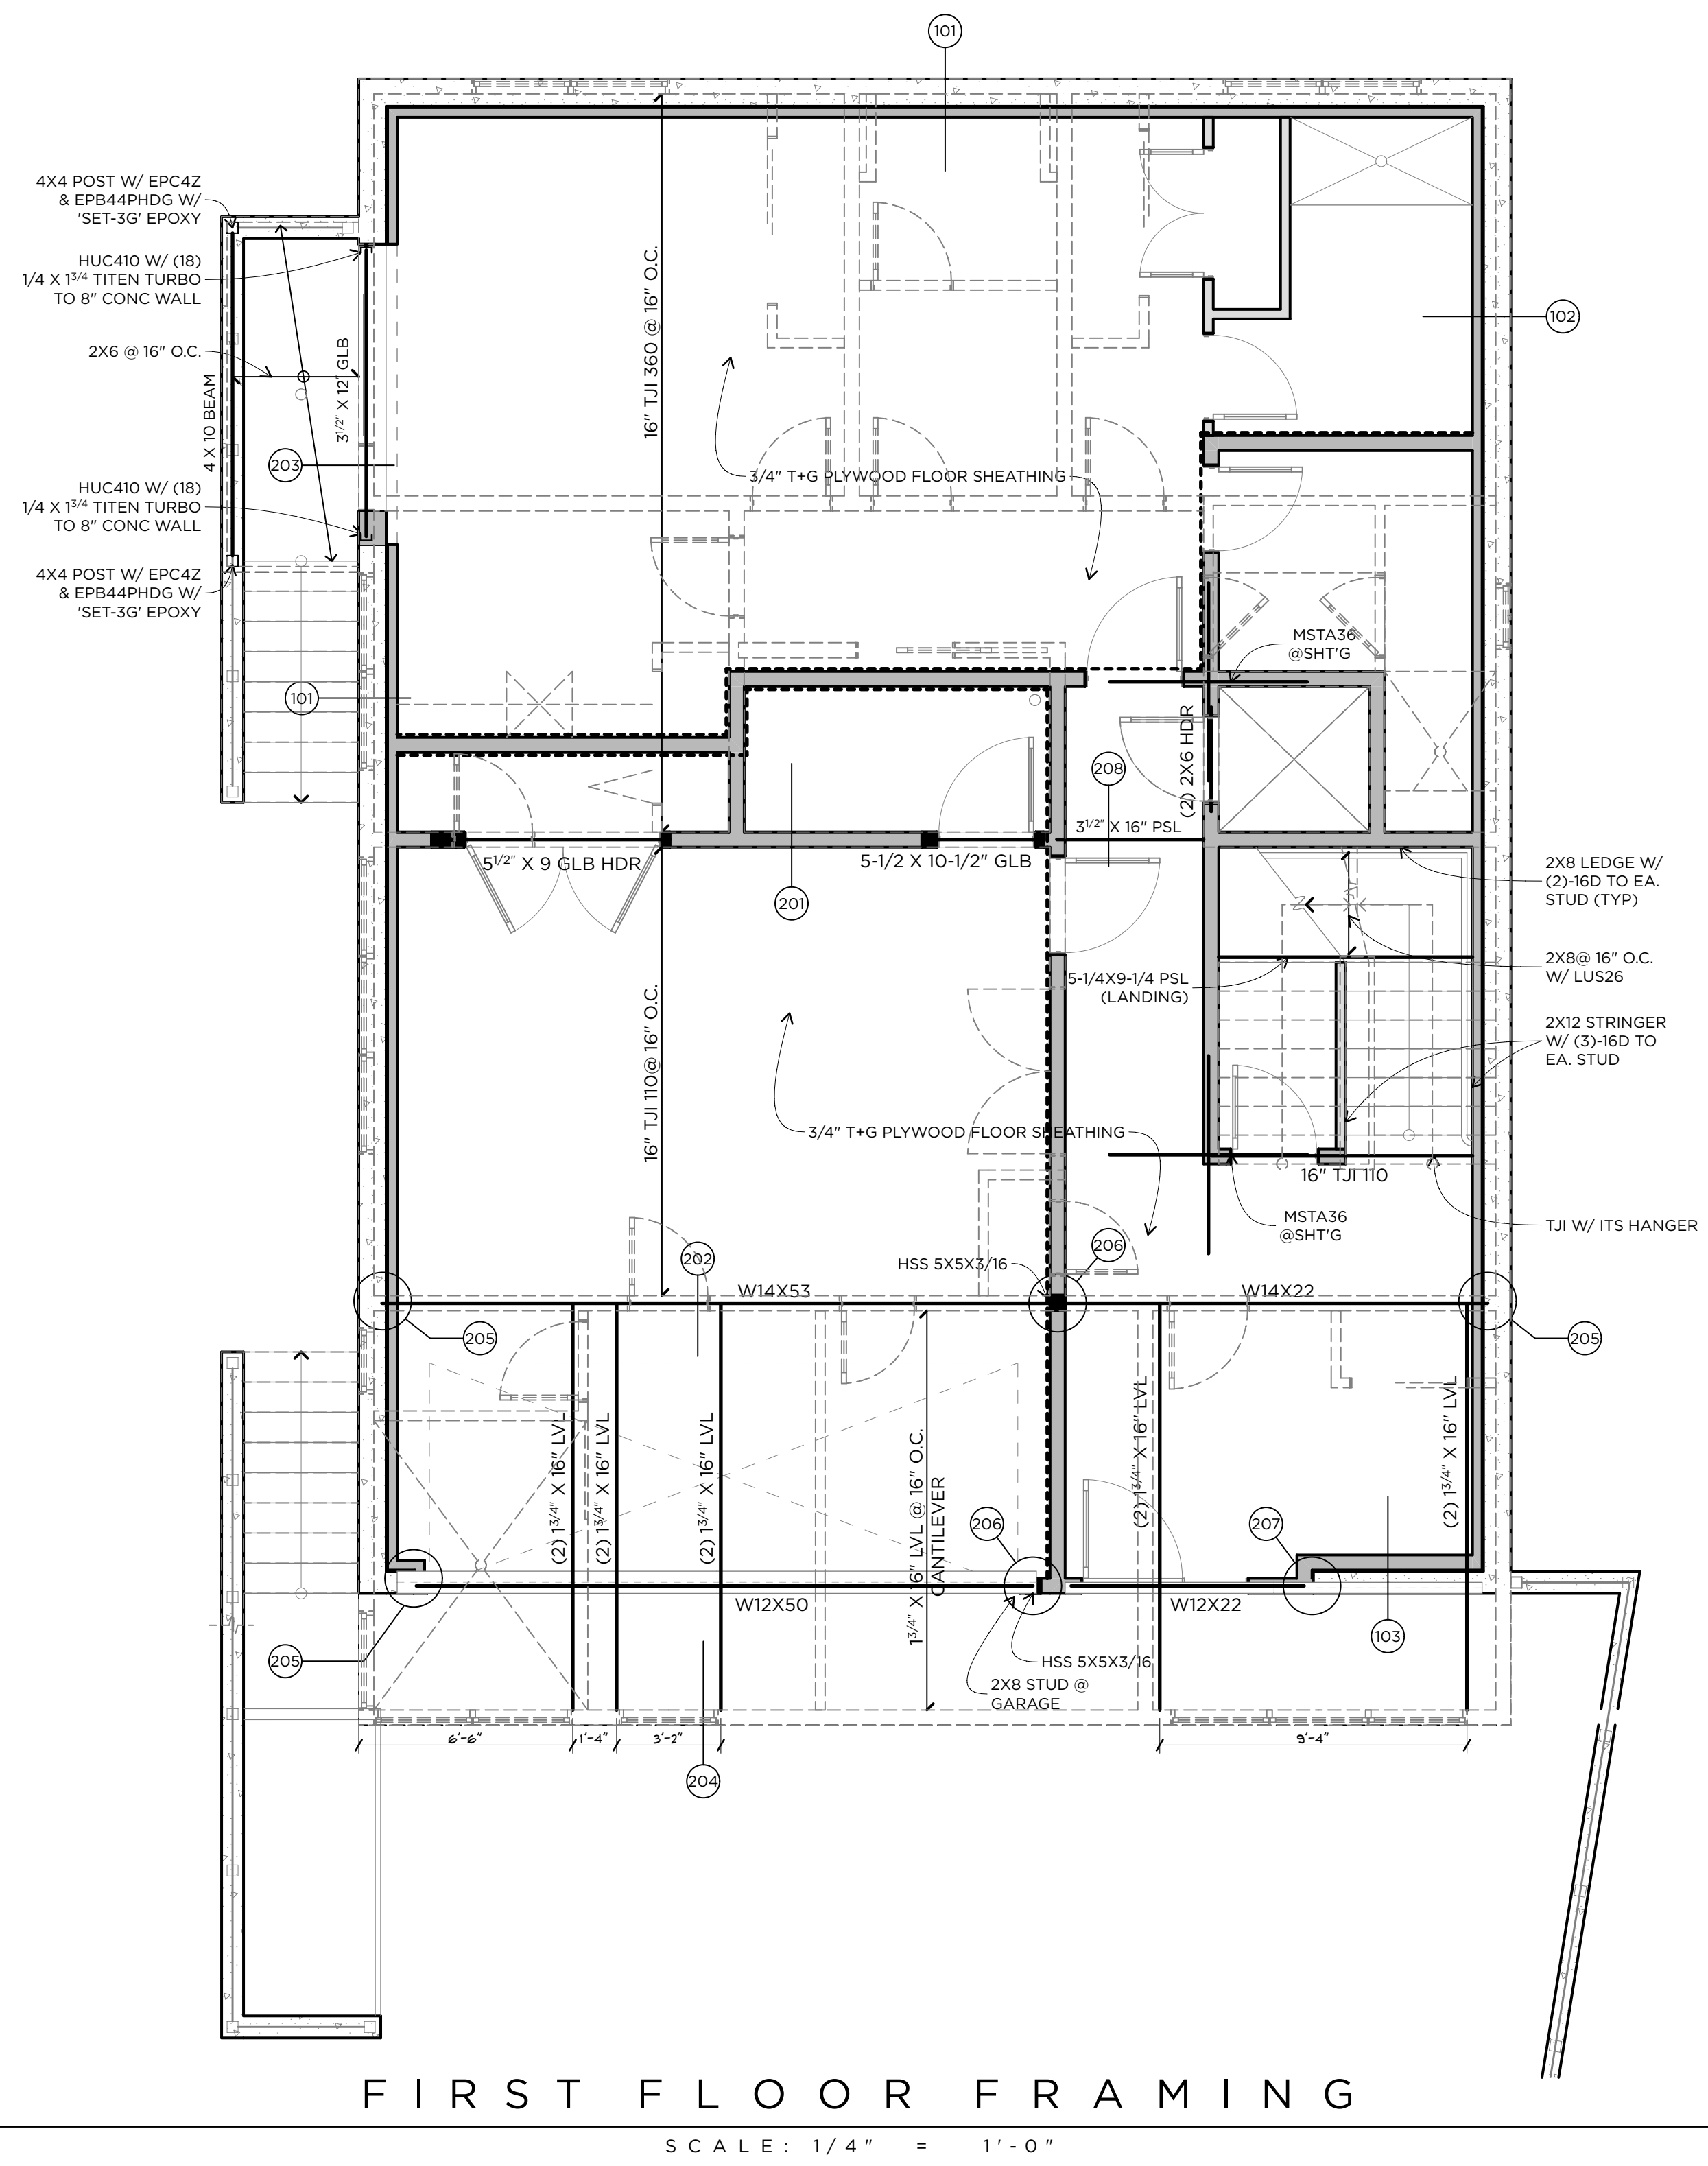 101
4X4 POST W/ EPC4Z
& EPB44PHDG W/
'SET-3G' EPOXY
HUC410 W/ (18)
1/4 X 1 3/4" TITEN TURBO
TO 8" CONC WALL
2X6 @ 16" O.C.
4 X 10 BEAM
3 1/2" X 12" GLB
203
HUC410 W/ (18)
1/4 X 1 3/4" TITEN TURBO
TO 8" CONC WALL
4X4 POST W/ EPC4Z
& EPB44PHDG W/
'SET-3G' EPOXY
16" TJI 360 @ 16" O.C.
102
3/4" T+G PLYWOOD FLOOR SHEATHING
MSTA36
@SHT'G
101
(2) 2X6 HDR
208
3 1/2" X 16" PSL
5 1/2" X 9 GLB HDR
5-1/2 X 10-1/2" GLB
201
2X8 LEDGE W/
(2)-16D TO EA.
STUD (TYP)
2X8@ 16" O.C.
W/ LUS26
5-1/4X9-1/4 PSL
(LANDING)
2X12 STRINGER
W/ (3)-16D TO
EA. STUD
16" TJI 110@ 16" O.C.
3/4" T+G PLYWOOD FLOOR SHEATHING
16" TJI 110
MSTA36
@SHT'G
TJI W/ ITS HANGER
202
206
HSS 5X5X3/16
W14X53
W14X22
205
205
(2) 1 3/4" X 16" LVL
(2) 1 3/4" X 16" LVL
(2) 1 3/4" X 16" LVL
1 3/4" X 16" LVL @ 16" O.C.
CANTILEVER
(2) 1 3/4" X 16" LVL
(2) 1 3/4" X 16" LVL
206
207
W12X50
W12X22
103
205
HSS 5X5X3/16
2X8 STUD @
GARAGE
6'-6"
1'-4"
3'-2"
9'-4"
204
FIRST FLOOR FRAMING
SCALE: 1/4" = 1'-0"